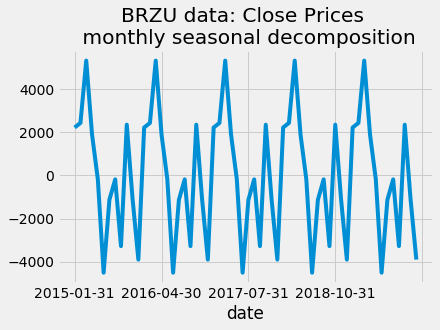 BRZU data: Close Prices
monthly seasonal decomposition
4000
2000
0
−2000
−4000
2015-01-31 2016-04-30 2017-07-31 2018-10-31
date